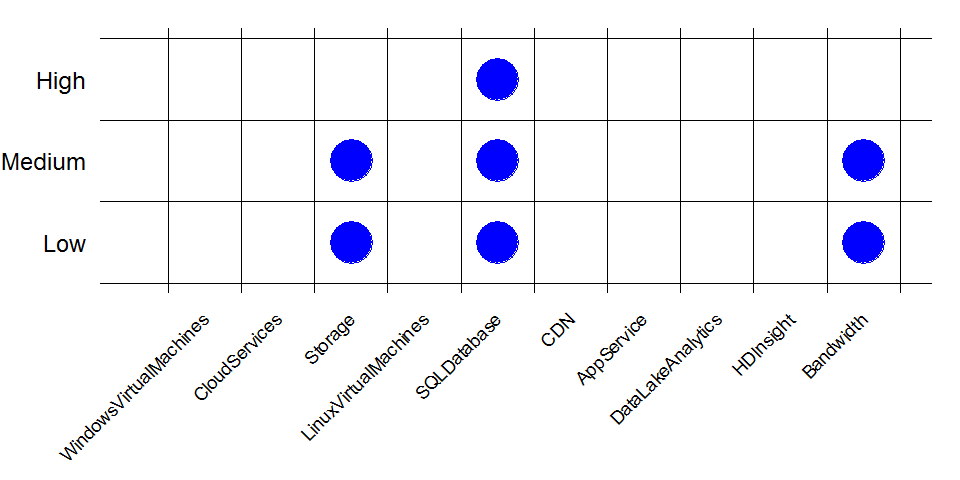 High
Medium
Low
WindowsVirtualMachines
CloudServices
Storage
LinuxVirtualMachines
SQLDatabase
CDN
AppService
DataLakeAnalytics
HDInsight
Bandwidth